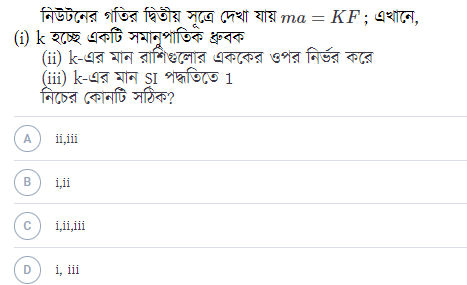 নিউটনের গতির দ্বিতীয় সূত্রে দেখা যায় ma = KF ; এখানে,
(i) k হচ্ছে একটি সমানুপাতিক ধ্রুবক
(ii) k-এর মান রাশিগুলোর এককের ওপর নির্ভর করে
(iii) k-এর মান SI পদ্ধতিতে 1
নিচের কোনটি সঠিক?
A ii,iii
B i,ii
C i,ii,iii
D i, iii